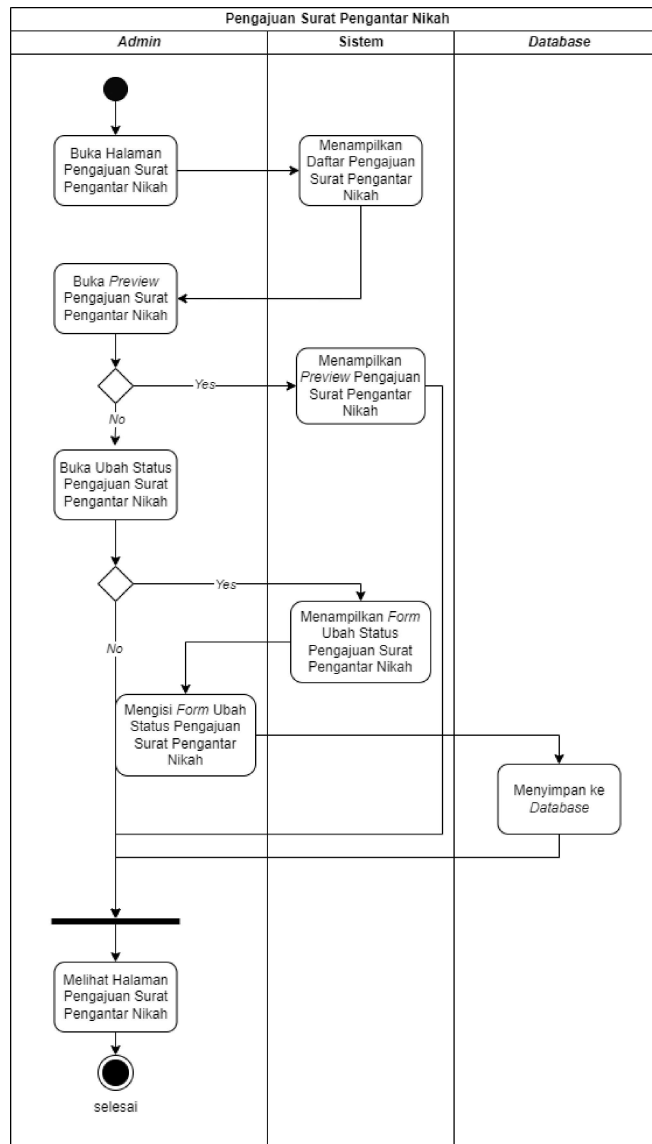 Pengajuan Surat Pengantar Nikah
Admin
Sistem
Database
Buka Halaman
Pengajuan Surat
Pengantar Nikah
Menampilkan
Daftar Pengajuan
Surat Pengantar
Nikah
Buka Preview
Pengajuan Surat
Pengantar Nikah
Yes
Menampilkan
Preview Pengajuan
Surat Pengantar
Nikah
No
Buka Ubah Status
Pengajuan Surat
Pengantar Nikah
Yes
Menampilkan Form
Ubah Status
Pengajuan Surat
Pengantar Nikah
No
Mengisi Form Ubah
Status Pengajuan
Surat Pengantar
Nikah
Menyimpan ke
Database
Melihat Halaman
Pengajuan Surat
Pengantar Nikah
selesai